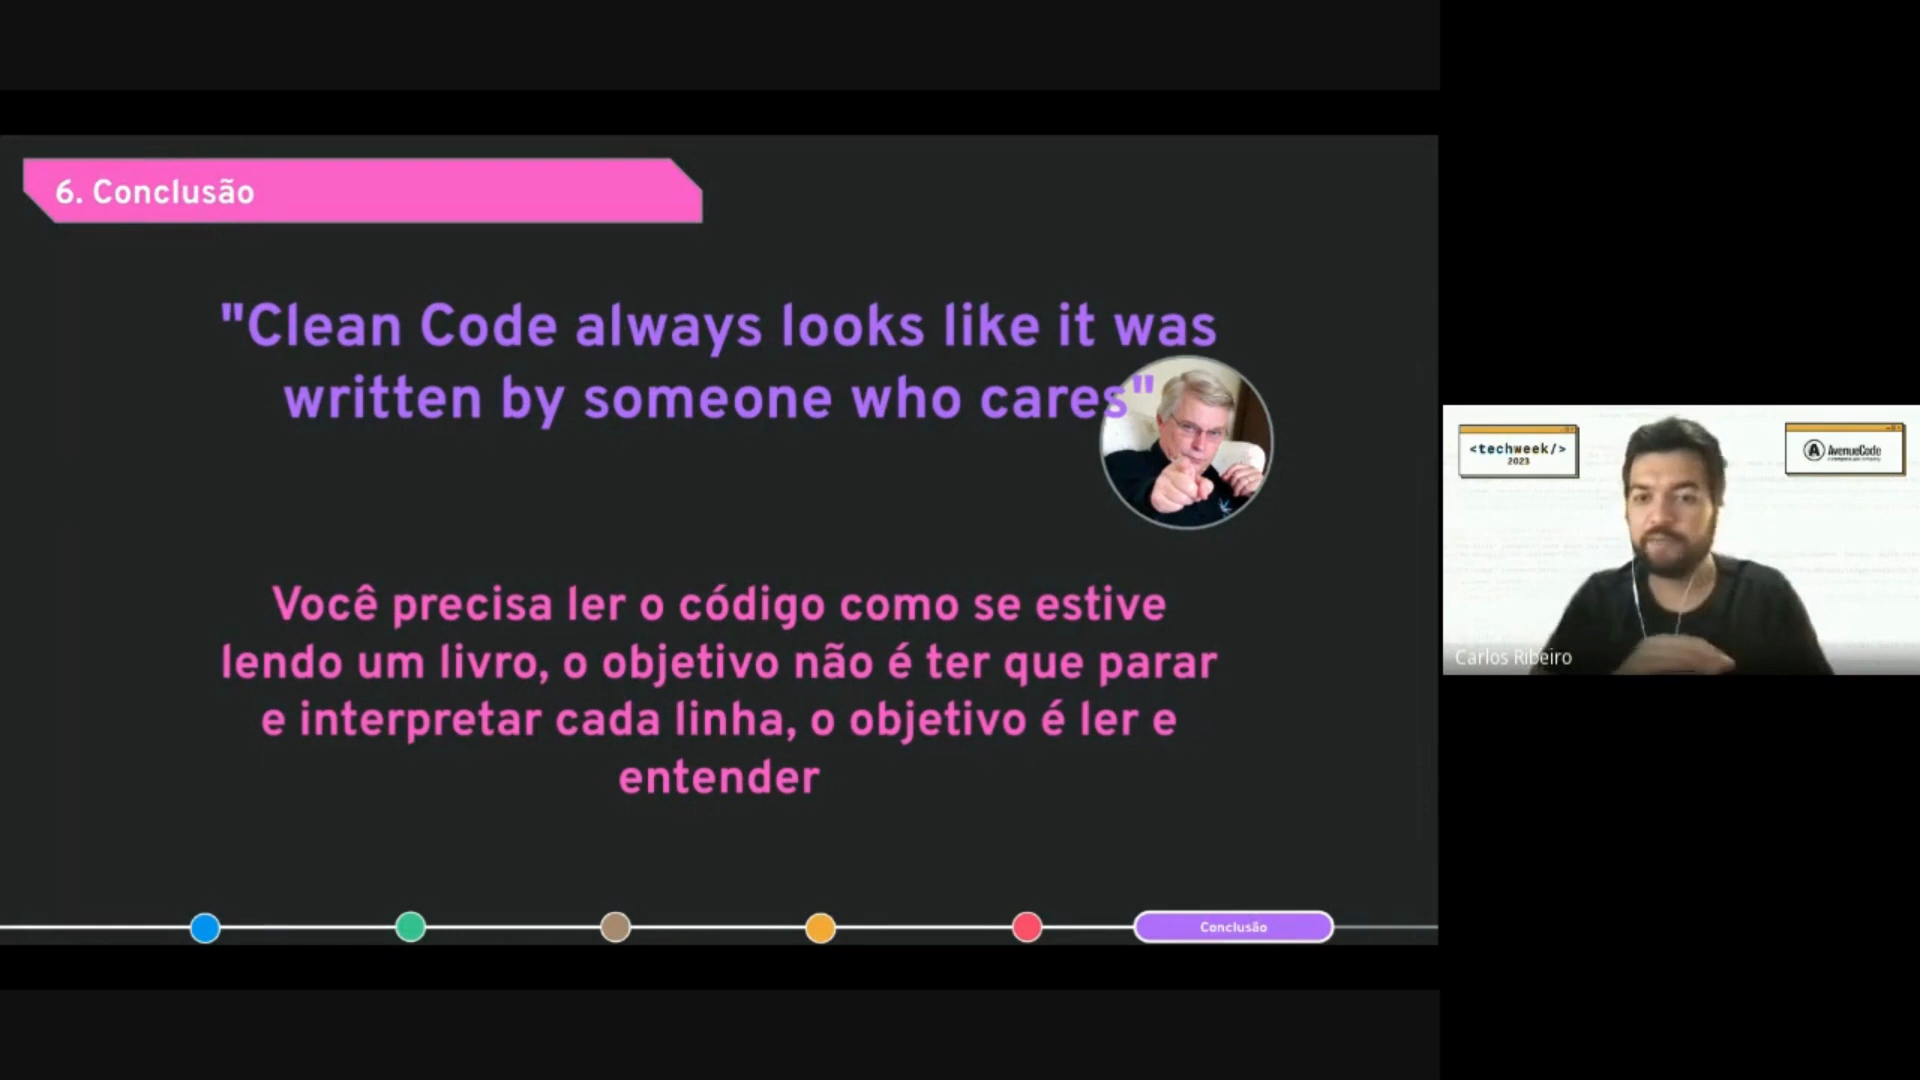 6. Conclusão
"Clean Code always looks like it was
written by someone who cares"
Você precisa ler o código como se estive
lendo um livro, o objetivo não é ter que parar
e interpretar cada linha, o objetivo é ler e
entender
Conclusão
<techweek/>
2023
AvenueCode
Carlos Ribeiro